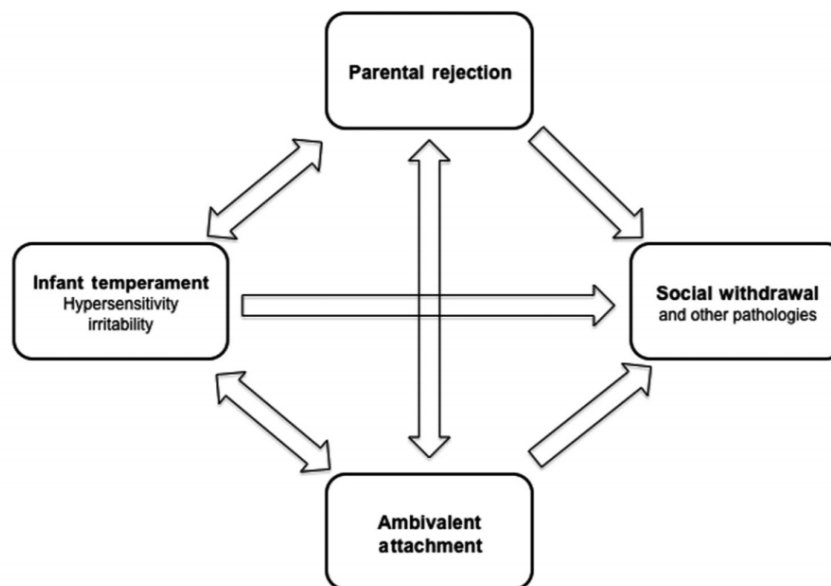 Parental rejection
Infant temperament
Hypersensitivity
irritability
Social withdrawal
and other pathologies
Ambivalent
attachment